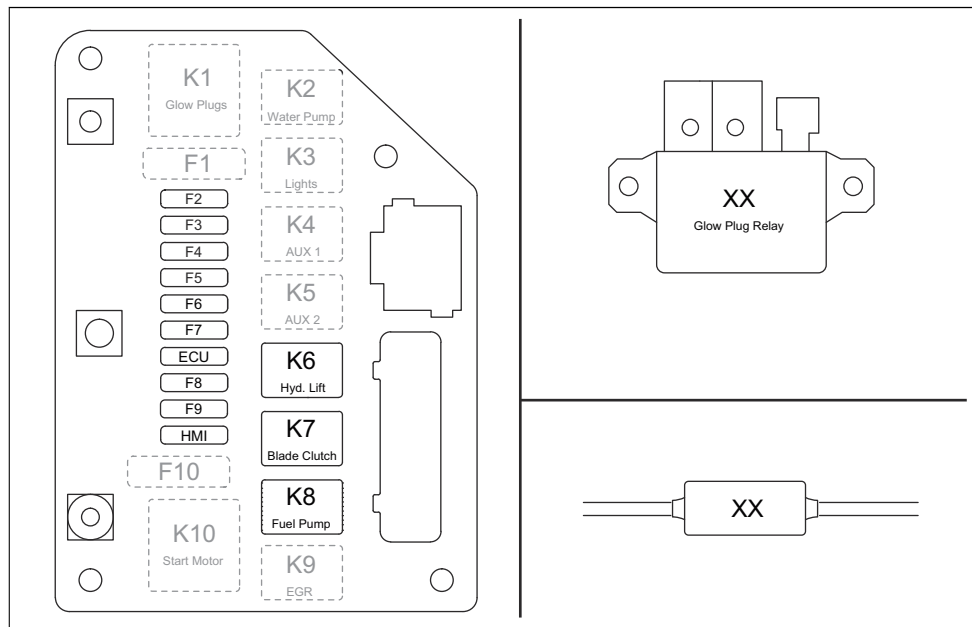 K1
Glow Plugs
K2
Water Pump
F1
K3
Lights
F2
F3
F4
F5
F6
F7
ECU
F8
F9
HMI
K4
AUX 1
K5
AUX 2
K6
Hyd. Lift
K7
Blade Clutch
F10
K8
Fuel Pump
K10
Start Motor
K9
EGR
XX
Glow Plug Relay
XX